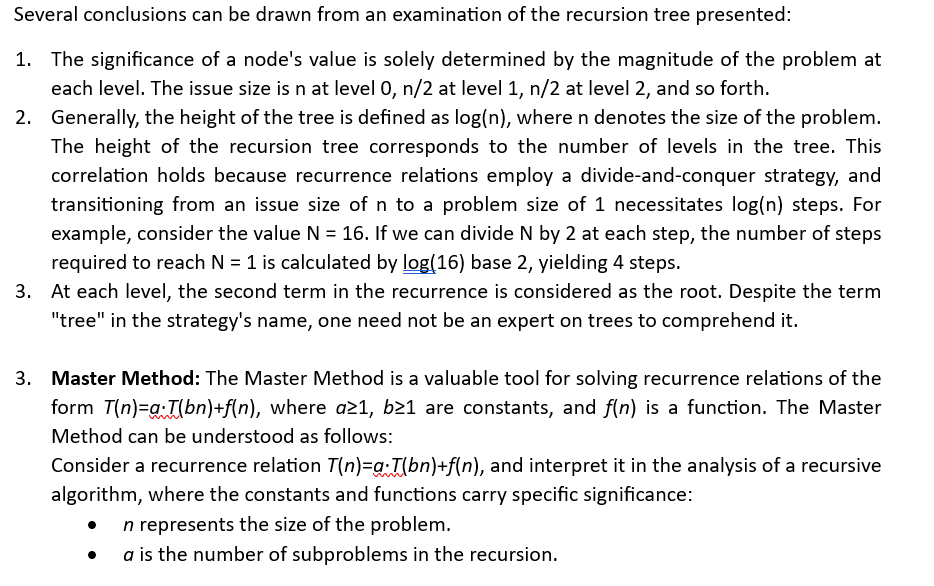 Several conclusions can be drawn from an examination of the recursion tree presented:
1. The significance of a node's value is solely determined by the magnitude of the problem at
each level. The issue size is n at level 0, n/2 at level 1, n/2 at level 2, and so forth.
2. Generally, the height of the tree is defined as log(n), where n denotes the size of the problem.
The height of the recursion tree corresponds to the number of levels in the tree. This
correlation holds because recurrence relations employ a divide-and-conquer strategy, and
transitioning from an issue size of n to a problem size of 1 necessitates log(n) steps. For
example, consider the value N = 16. If we can divide N by 2 at each step, the number of steps
required to reach N = 1 is calculated by log(16) base 2, yielding 4 steps.
3. At each level, the second term in the recurrence is considered as the root. Despite the term
"tree" in the strategy's name, one need not be an expert on trees to comprehend it.
3. Master Method: The Master Method is a valuable tool for solving recurrence relations of the
form T(n)=a⋅T(bn)+f(n), where a≥1, b≥1 are constants, and f(n) is a function. The Master
Method can be understood as follows:
Consider a recurrence relation T(n)=a⋅T(bn)+f(n), and interpret it in the analysis of a recursive
algorithm, where the constants and functions carry specific significance:
• n represents the size of the problem.
• a is the number of subproblems in the recursion.